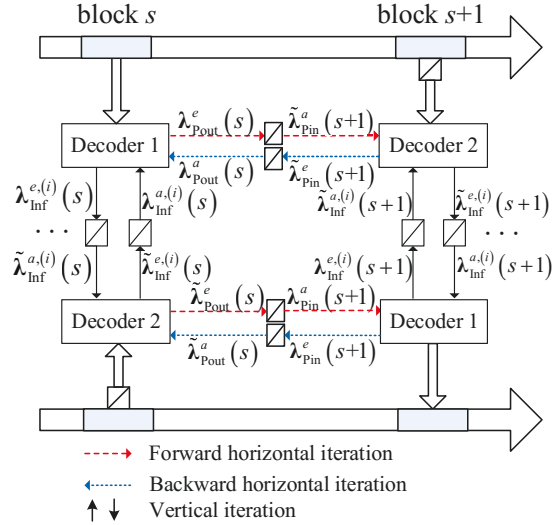 block s block s+1
λ^e_Pout(s) λ̃^a_Pin(s+1)
Decoder 1 Decoder 2
λ^a_Pout(s) λ̃^e_Pin(s+1)
λ^{e,(i)}_Inf(s) λ^{a,(i)}_Inf(s) λ̃^{a,(i)}_Inf(s+1) λ̃^{e,(i)}_Inf(s+1)
· · · · · ·
λ̃^{a,(i)}_Inf(s) λ̃^{e,(i)}_Inf(s) λ^{e,(i)}_Inf(s+1) λ^{a,(i)}_Inf(s+1)
λ̃^e_Pout(s) λ^a_Pin(s+1)
Decoder 2 Decoder 1
λ̃^a_Pout(s) λ^e_Pin(s+1)
Forward horizontal iteration
Backward horizontal iteration
Vertical iteration